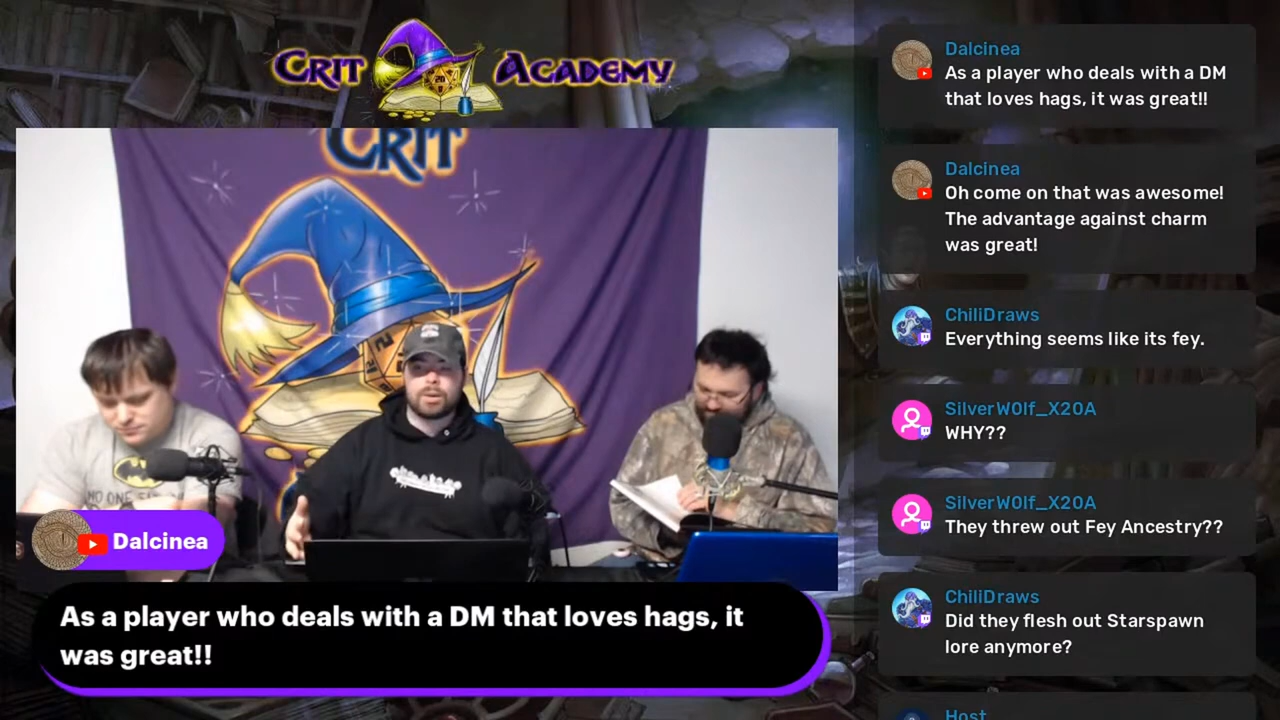 CRIT ACADEMY
CRIT
NO ONE
Dalcinea
As a player who deals with a DM that loves hags, it
was great!!
Dalcinea
As a player who deals with a DM
that loves hags, it was great!!
Dalcinea
Oh come on that was awesome!
The advantage against charm
was great!
ChiliDraws
Everything seems like its fey.
SilverW0lf_X20A
WHY??
SilverW0lf_X20A
They threw out Fey Ancestry??
ChiliDraws
Did they flesh out Starspawn
lore anymore?
Host